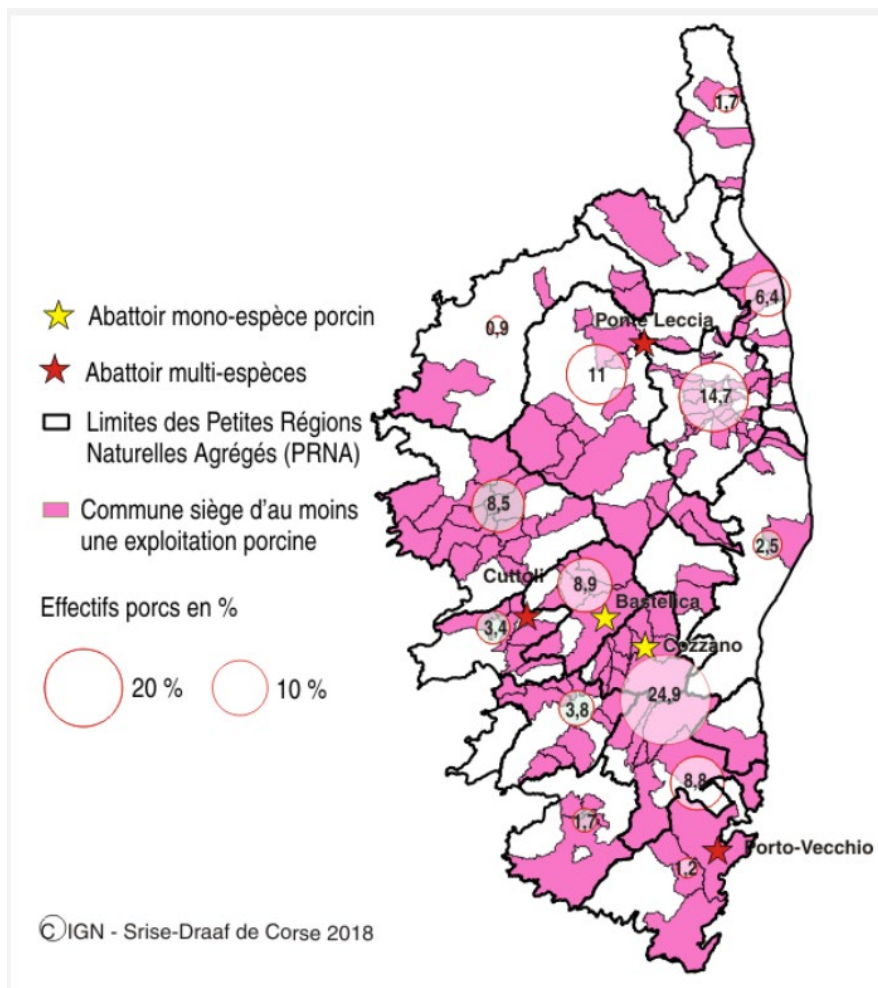 1,7
6,4
Ponte Leccia
0,9
11
14,7
8,5
2,5
Cuttoli
8,9
Bastelica
3,4
Cozzano
24,9
3,8
8,8
1,7
Porto-Vecchio
1,2
Abattoir mono-espèce porcin
Abattoir multi-espèces
Limites des Petites Régions
Naturelles Agrégés (PRNA)
Commune siège d'au moins
une exploitation porcine
Effectifs porcs en %
20 %
10 %
© IGN - Srise-Draaf de Corse 2018